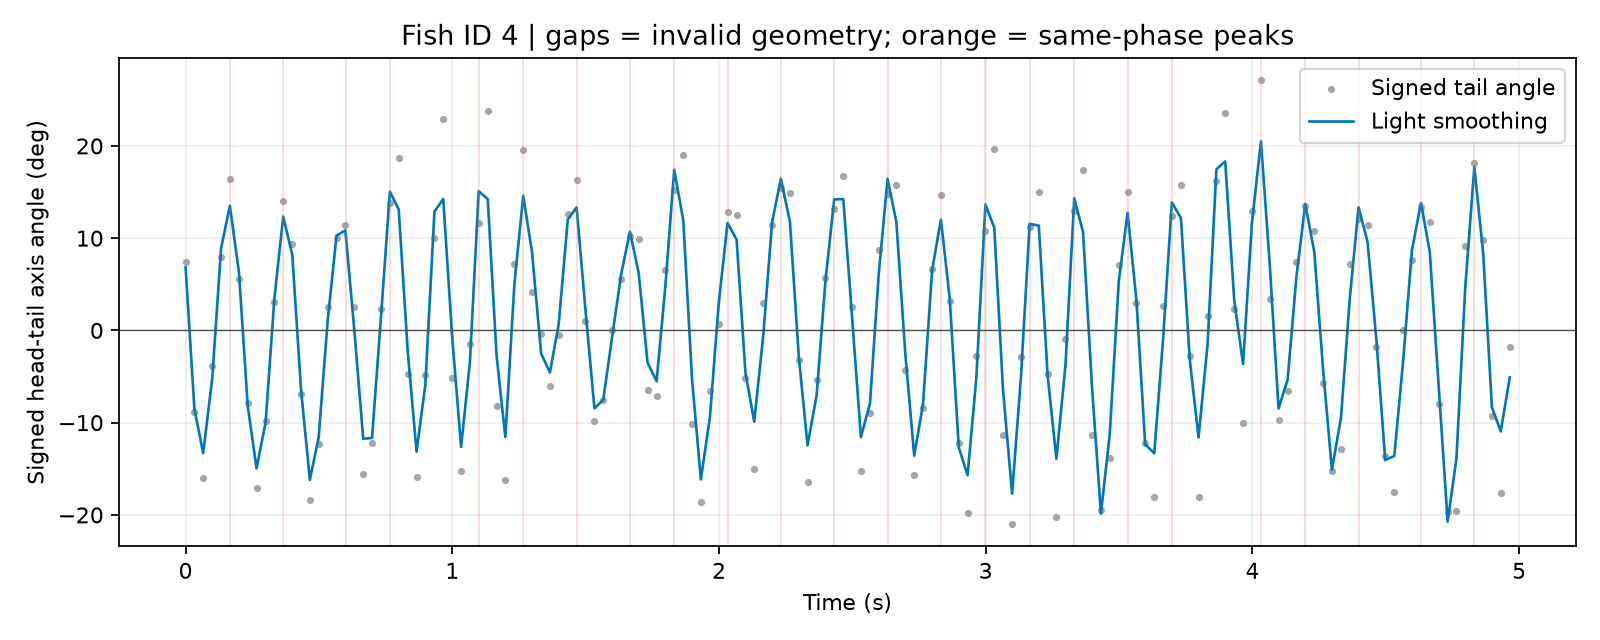 Fish ID 4 | gaps = invalid geometry; orange = same-phase peaks
Signed tail angle
Light smoothing
Signed head-tail axis angle (deg)
20
10
0
−10
−20
0
1
2
3
4
5
Time (s)